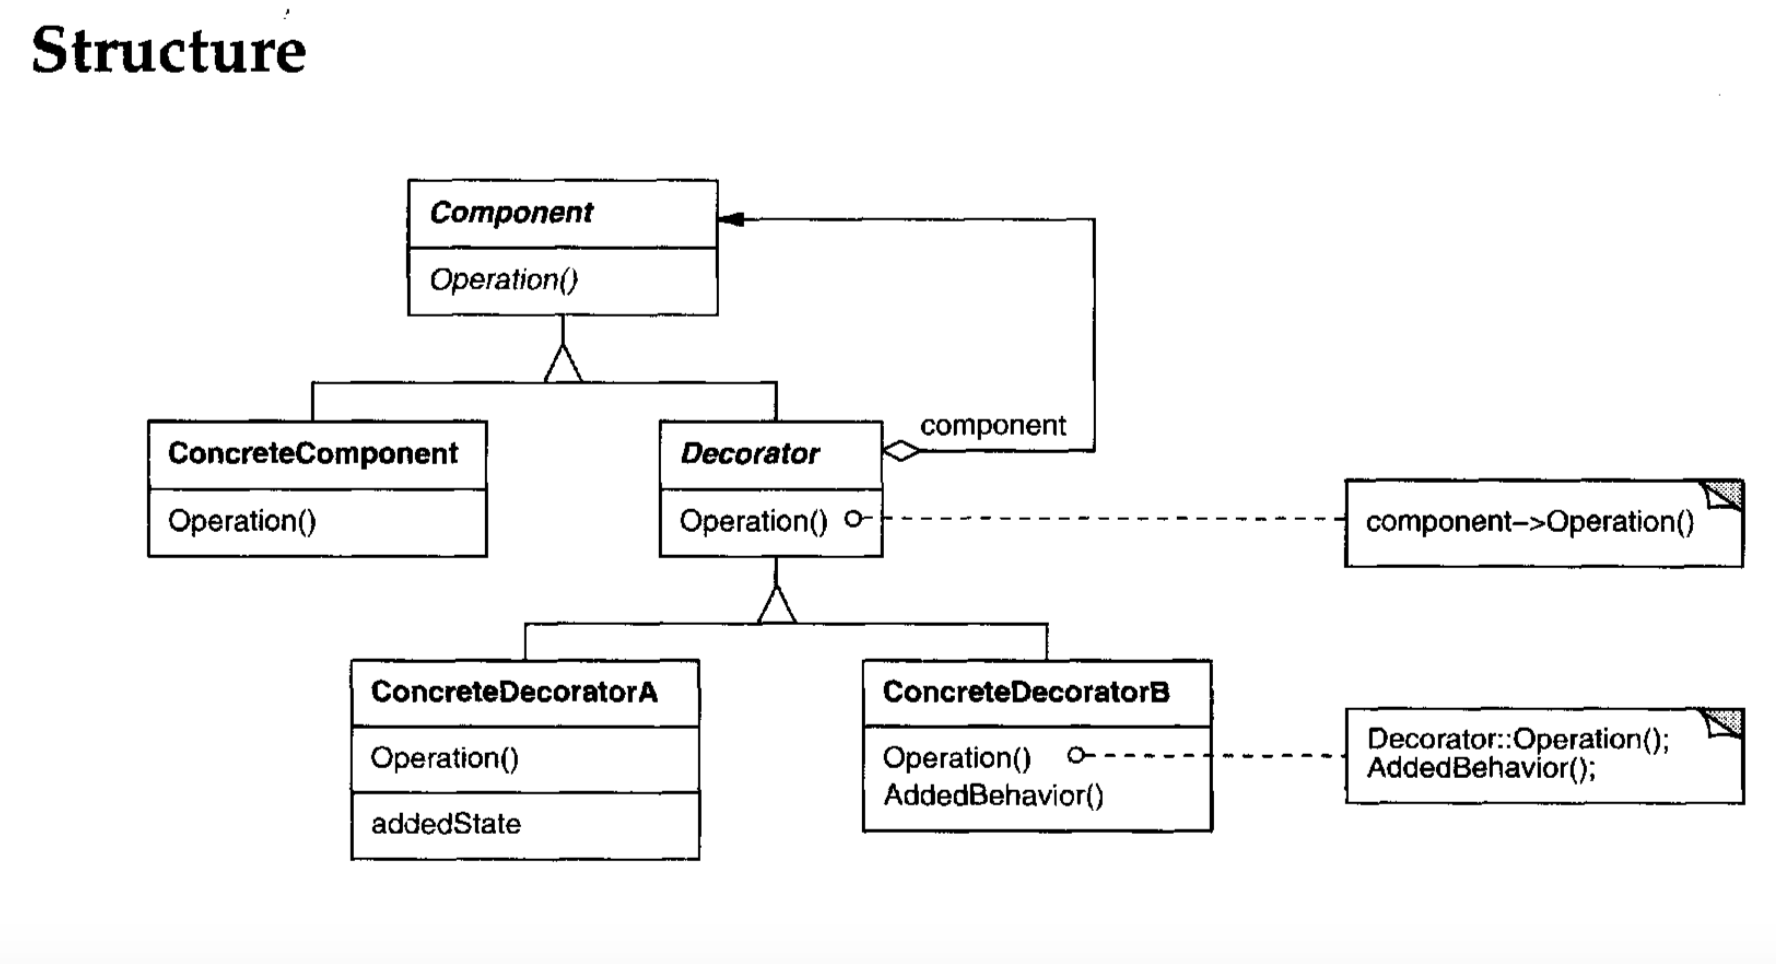 Structure
Component
Operation()
ConcreteComponent
Operation()
Decorator
Operation()
component
component->Operation()
ConcreteDecoratorA
Operation()
addedState
ConcreteDecoratorB
Operation()
AddedBehavior()
Decorator::Operation();
AddedBehavior();